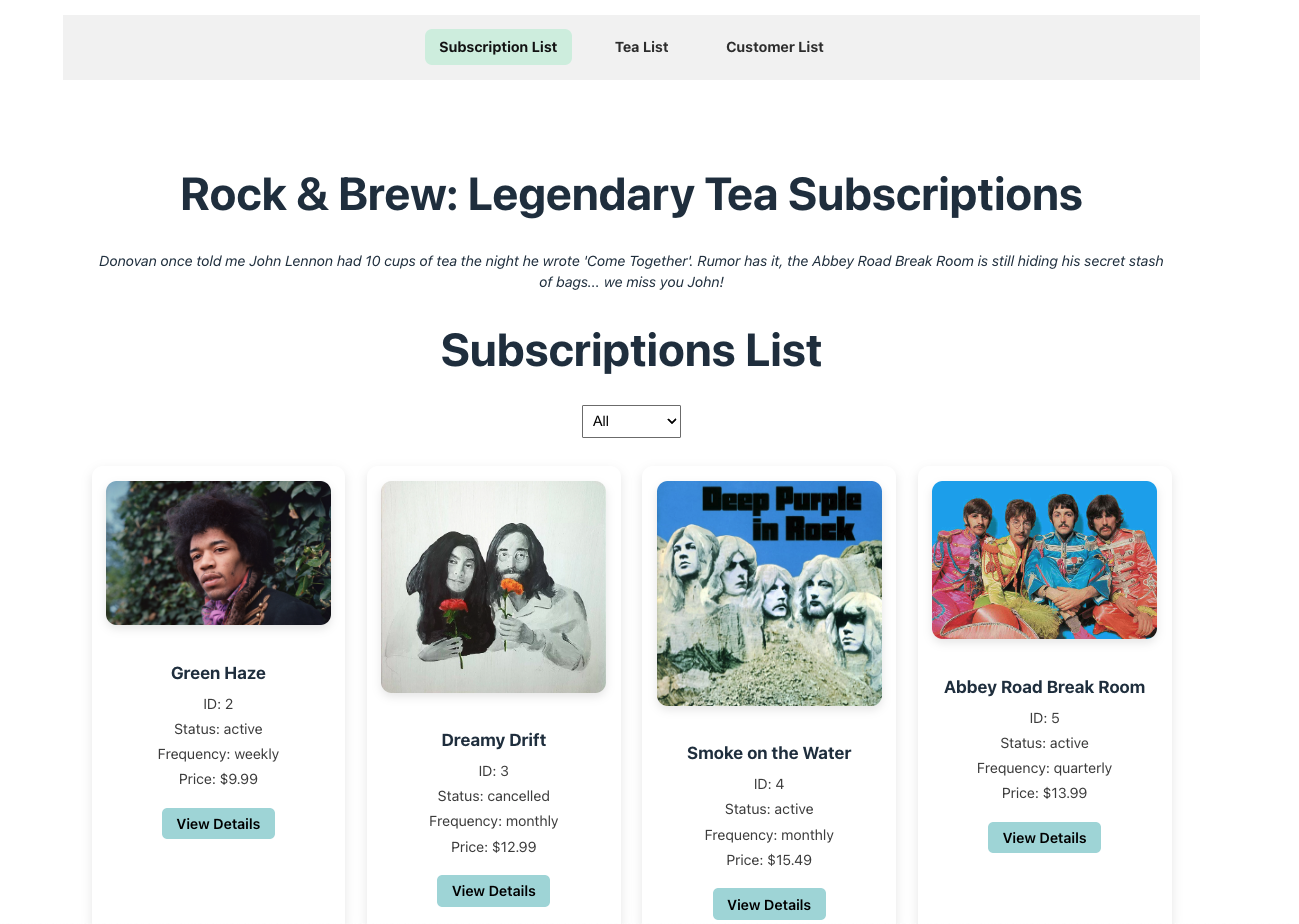 Subscription List
Tea List
Customer List
Rock & Brew: Legendary Tea Subscriptions
Donovan once told me John Lennon had 10 cups of tea the night he wrote 'Come Together'. Rumor has it, the Abbey Road Break Room is still hiding his secret stash
of bags... we miss you John!
Subscriptions List
All
Green Haze
ID: 2
Status: active
Frequency: weekly
Price: $9.99
View Details
Dreamy Drift
ID: 3
Status: cancelled
Frequency: monthly
Price: $12.99
View Details
Deep Purple
in Rock
Smoke on the Water
ID: 4
Status: active
Frequency: monthly
Price: $15.49
View Details
Abbey Road Break Room
ID: 5
Status: active
Frequency: quarterly
Price: $13.99
View Details